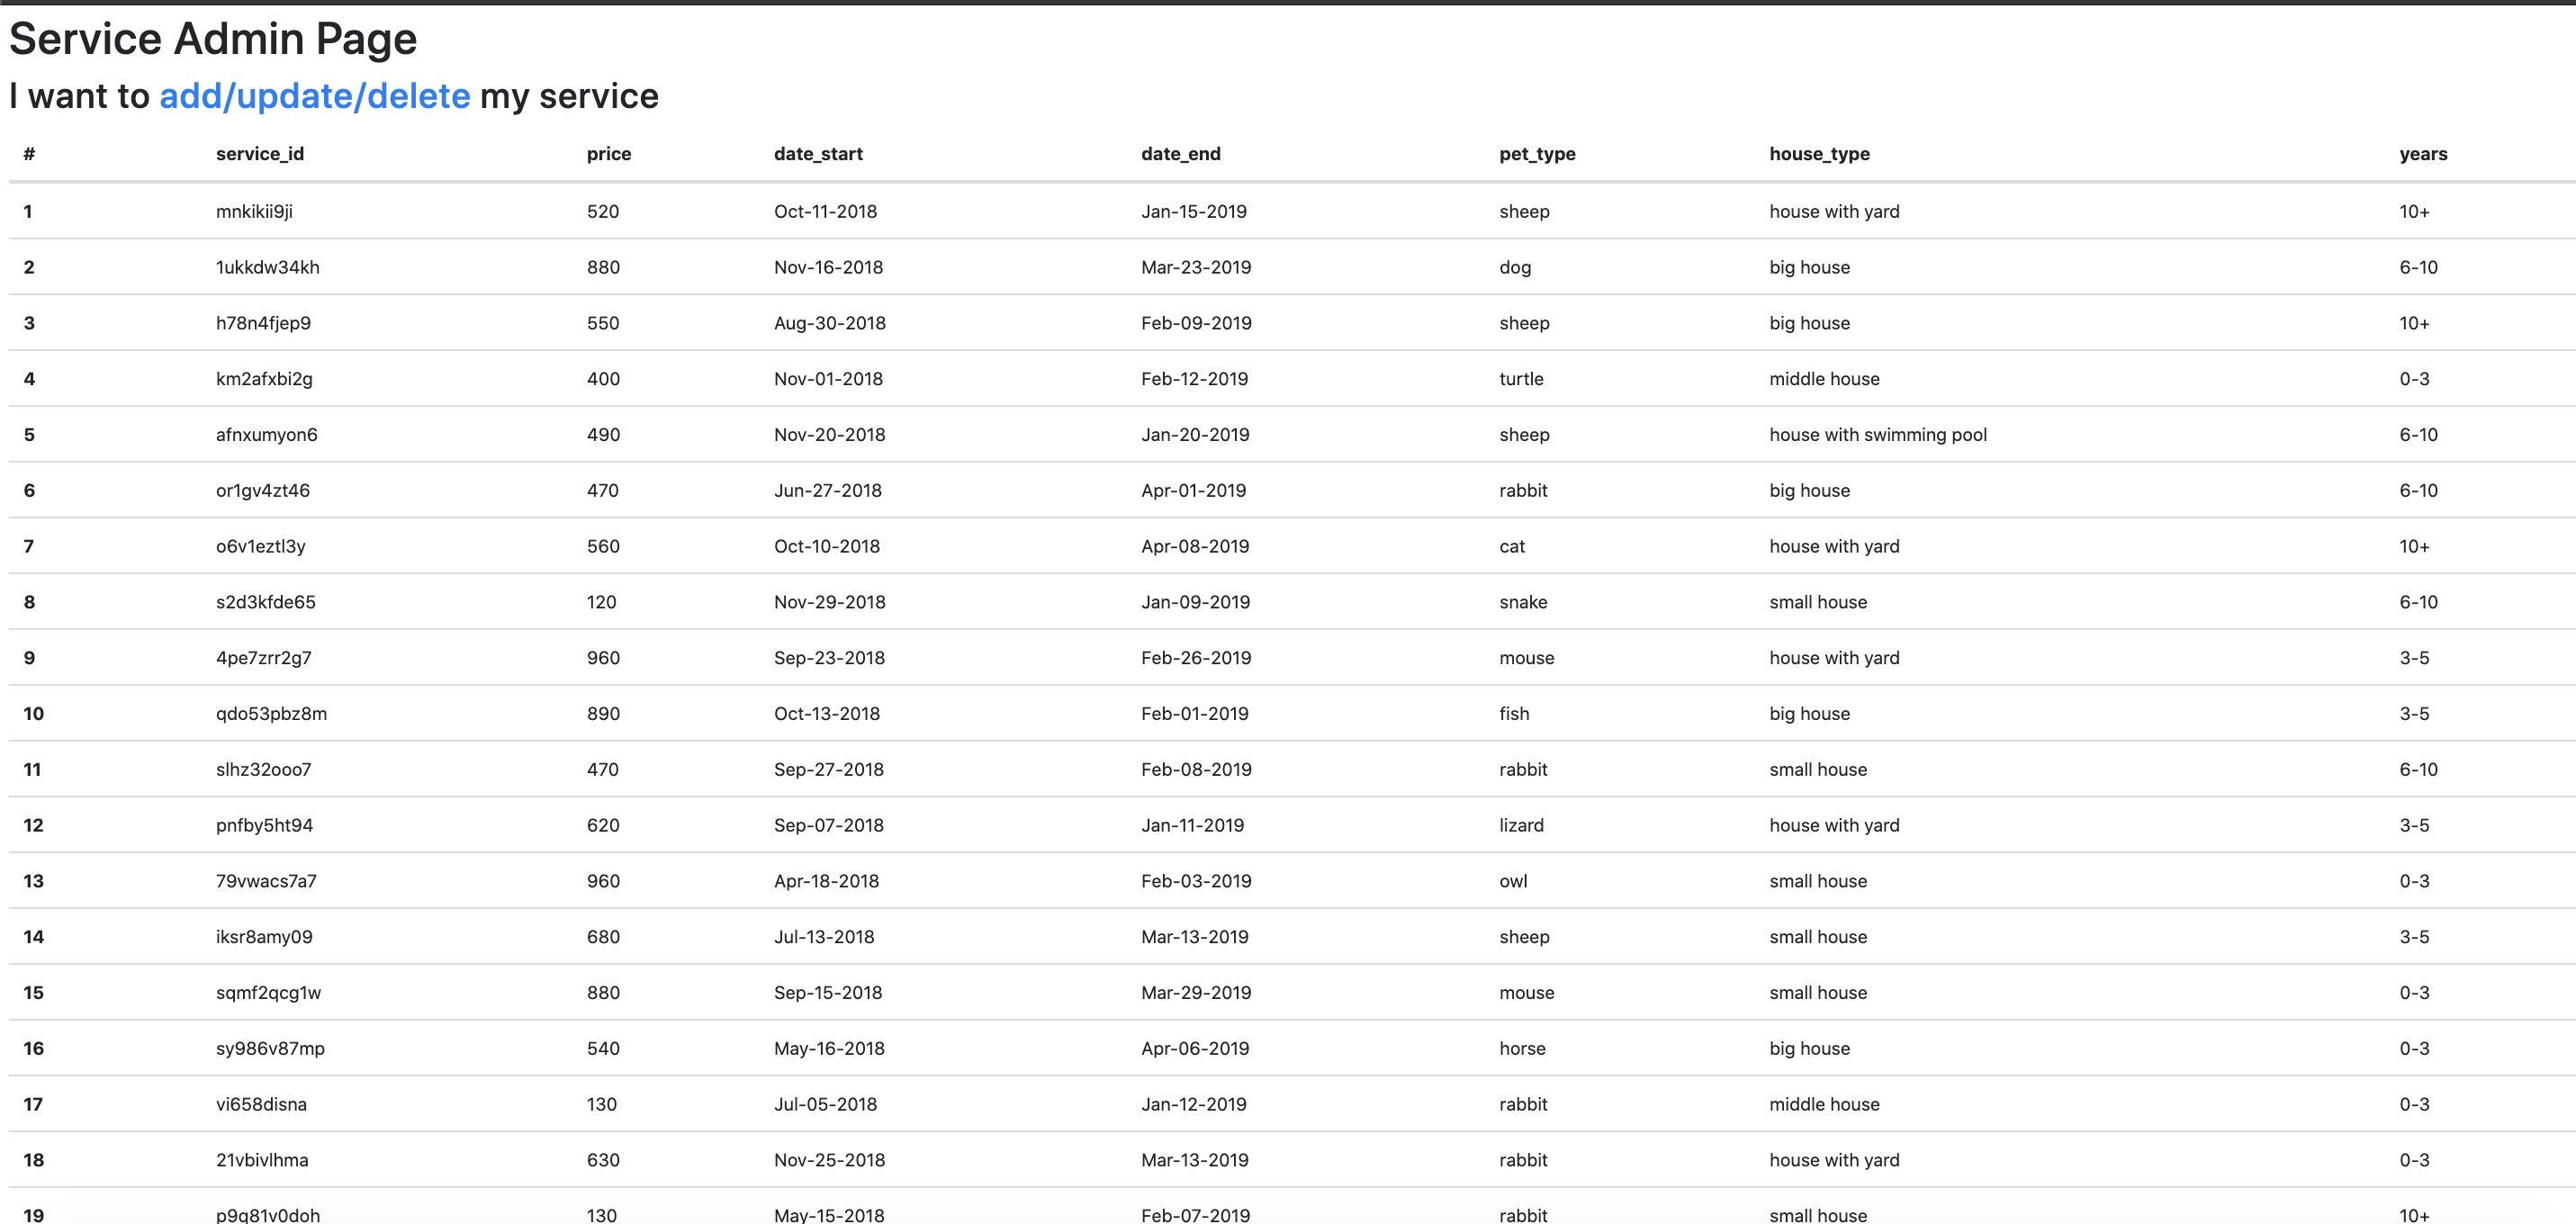 Service Admin Page
I want to add/update/delete my service
# service_id price date_start date_end pet_type house_type years
1 mnkikii9ji 520 Oct-11-2018 Jan-15-2019 sheep house with yard 10+
2 1ukkdw34kh 880 Nov-16-2018 Mar-23-2019 dog big house 6-10
3 h78n4fjep9 550 Aug-30-2018 Feb-09-2019 sheep big house 10+
4 km2afxbi2g 400 Nov-01-2018 Feb-12-2019 turtle middle house 0-3
5 afnxumyon6 490 Nov-20-2018 Jan-20-2019 sheep house with swimming pool 6-10
6 or1gv4zt46 470 Jun-27-2018 Apr-01-2019 rabbit big house 6-10
7 o6v1eztl3y 560 Oct-10-2018 Apr-08-2019 cat house with yard 10+
8 s2d3kfde65 120 Nov-29-2018 Jan-09-2019 snake small house 6-10
9 4pe7zrr2g7 960 Sep-23-2018 Feb-26-2019 mouse house with yard 3-5
10 qdo53pbz8m 890 Oct-13-2018 Feb-01-2019 fish big house 3-5
11 slhz32ooo7 470 Sep-27-2018 Feb-08-2019 rabbit small house 6-10
12 pnfby5ht94 620 Sep-07-2018 Jan-11-2019 lizard house with yard 3-5
13 79vwacs7a7 960 Apr-18-2018 Feb-03-2019 owl small house 0-3
14 iksr8amy09 680 Jul-13-2018 Mar-13-2019 sheep small house 3-5
15 sqmf2qcg1w 880 Sep-15-2018 Mar-29-2019 mouse small house 0-3
16 sy986v87mp 540 May-16-2018 Apr-06-2019 horse big house 0-3
17 vi658disna 130 Jul-05-2018 Jan-12-2019 rabbit middle house 0-3
18 21vbivlhma 630 Nov-25-2018 Mar-13-2019 rabbit house with yard 0-3
19 p9q81v0doh 130 May-15-2018 Feb-07-2019 rabbit small house 10+